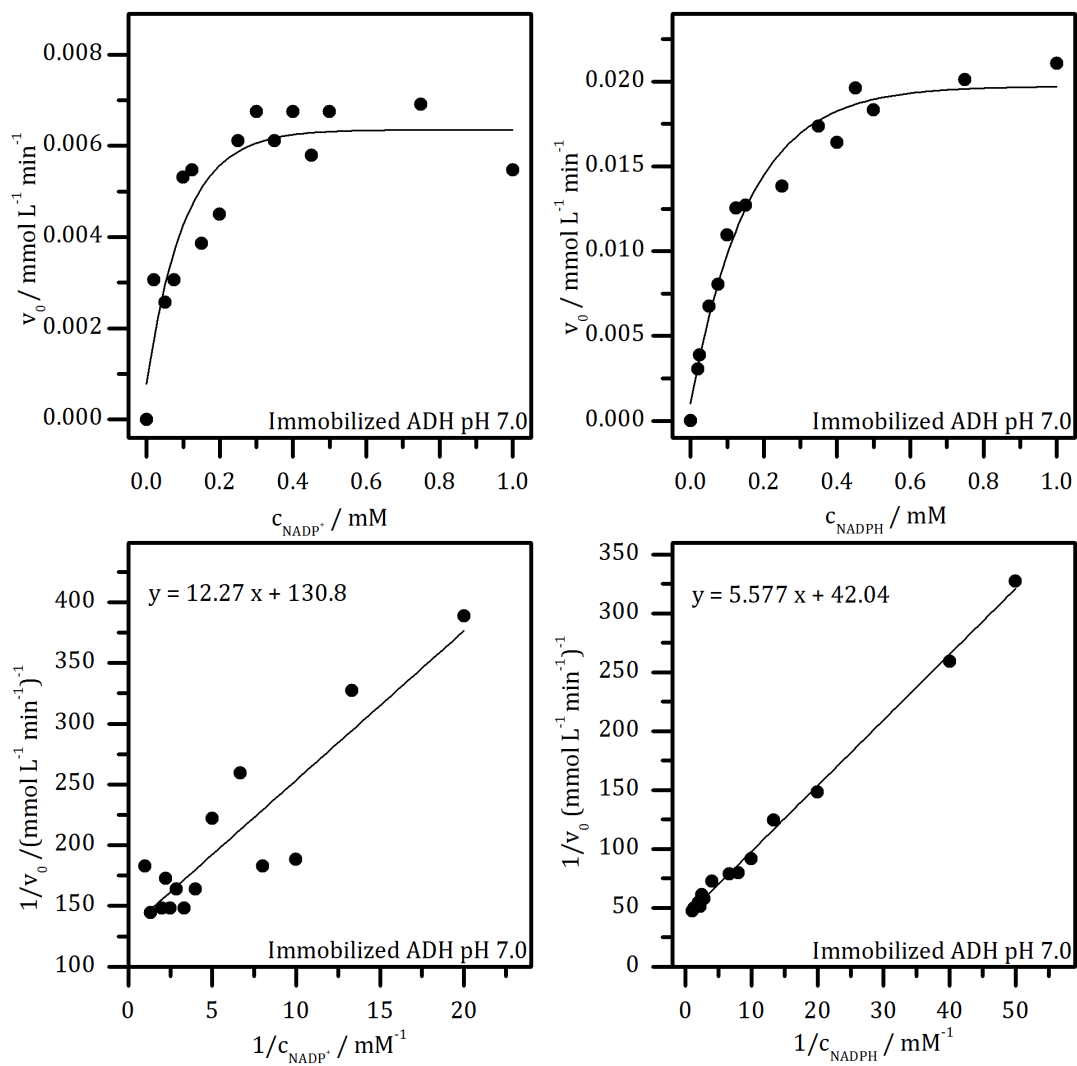 0.008
0.006
0.004
0.002
0.000
v₀ / mmol L⁻¹ min⁻¹
Immobilized ADH pH 7.0
0.0 0.2 0.4 0.6 0.8 1.0
c NADP⁺ / mM
0.020
0.015
0.010
0.005
0.000
v₀ / mmol L⁻¹ min⁻¹
Immobilized ADH pH 7.0
0.0 0.2 0.4 0.6 0.8 1.0
c NADPH / mM
y = 12.27 x + 130.8
400
350
300
250
200
150
100
1/v₀ /(mmol L⁻¹ min⁻¹)⁻¹
Immobilized ADH pH 7.0
0 5 10 15 20
1/c NADP⁺ / mM⁻¹
y = 5.577 x + 42.04
350
300
250
200
150
100
50
0
1/v₀ (mmol L⁻¹ min⁻¹)⁻¹
Immobilized ADH pH 7.0
0 10 20 30 40 50
1/c NADPH / mM⁻¹